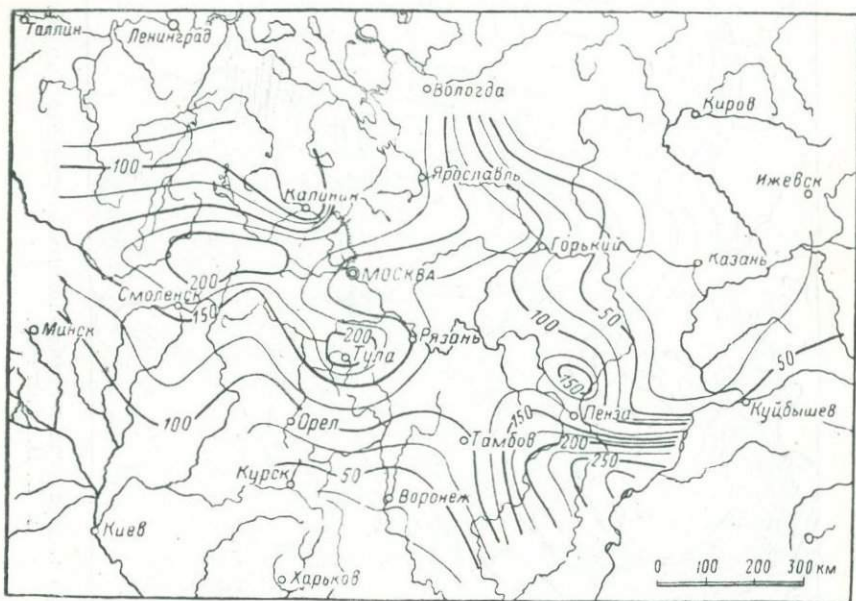 Таллин
Ленинград
Вологда
Киров
100
Ярославль
Ижевск
Калинин
Горький
Казань
200
Москва
Смоленск
150
50
Минск
100
200
Рязань
Тула
50
150
Куйбышев
100
Орел
150
Пенза
Тамбов
200
Курск
50
250
Воронеж
Киев
Харьков
0 100 200 300 км